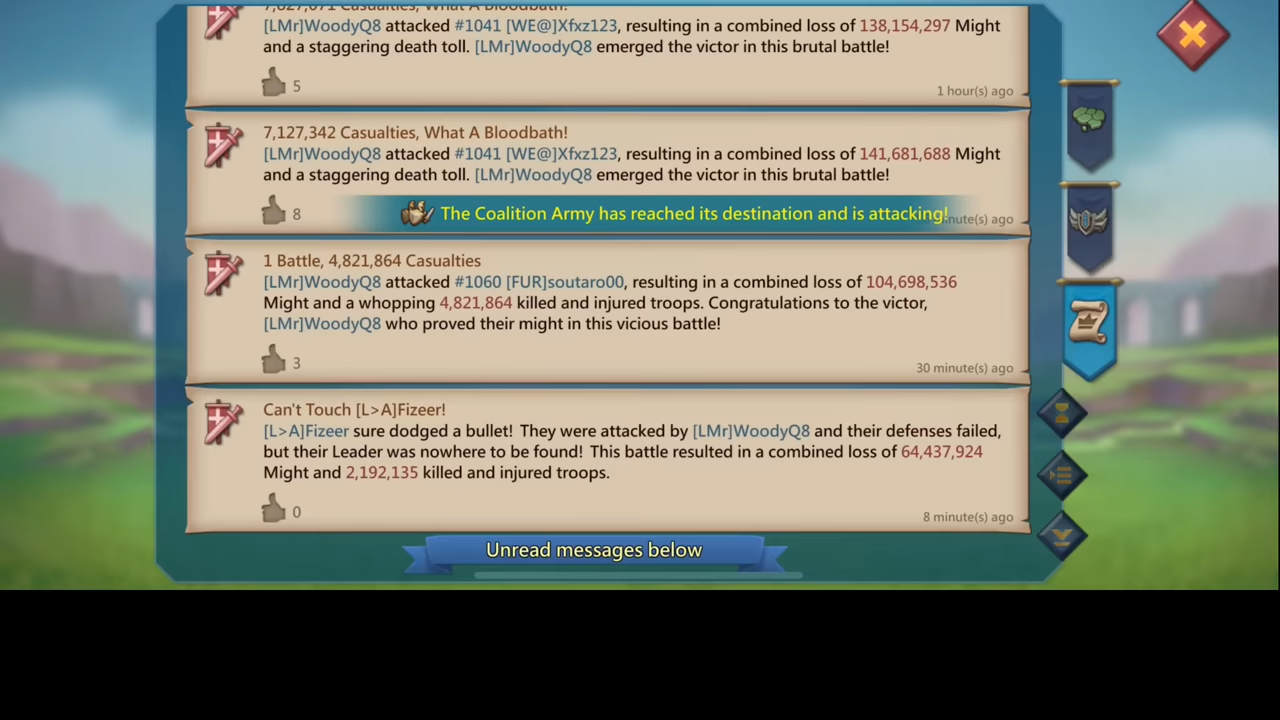 7,827,071 Casualties, What A Bloodbath!
[LMr]WoodyQ8 attacked #1041 [WE@]Xfxz123, resulting in a combined loss of 138,154,297 Might
and a staggering death toll. [LMr]WoodyQ8 emerged the victor in this brutal battle!
5
1 hour(s) ago
7,127,342 Casualties, What A Bloodbath!
[LMr]WoodyQ8 attacked #1041 [WE@]Xfxz123, resulting in a combined loss of 141,681,688 Might
and a staggering death toll. [LMr]WoodyQ8 emerged the victor in this brutal battle!
8
The Coalition Army has reached its destination and is attacking!
nute(s) ago
1 Battle, 4,821,864 Casualties
[LMr]WoodyQ8 attacked #1060 [FUR]soutaro00, resulting in a combined loss of 104,698,536
Might and a whopping 4,821,864 killed and injured troops. Congratulations to the victor,
[LMr]WoodyQ8 who proved their might in this vicious battle!
3
30 minute(s) ago
Can't Touch [L>A]Fizeer!
[L>A]Fizeer sure dodged a bullet! They were attacked by [LMr]WoodyQ8 and their defenses failed,
but their Leader was nowhere to be found! This battle resulted in a combined loss of 64,437,924
Might and 2,192,135 killed and injured troops.
0
8 minute(s) ago
Unread messages below